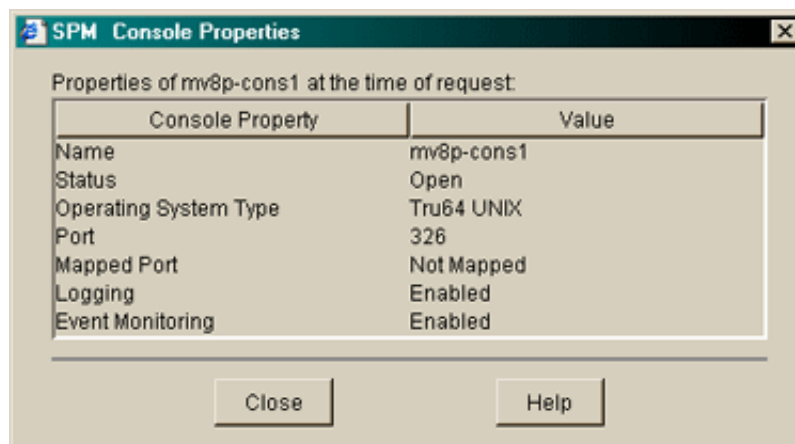 SPM Console Properties
Properties of mv8p-cons1 at the time of request:
Console Property Value
Name mv8p-cons1
Status Open
Operating System Type Tru64 UNIX
Port 326
Mapped Port Not Mapped
Logging Enabled
Event Monitoring Enabled
Close Help